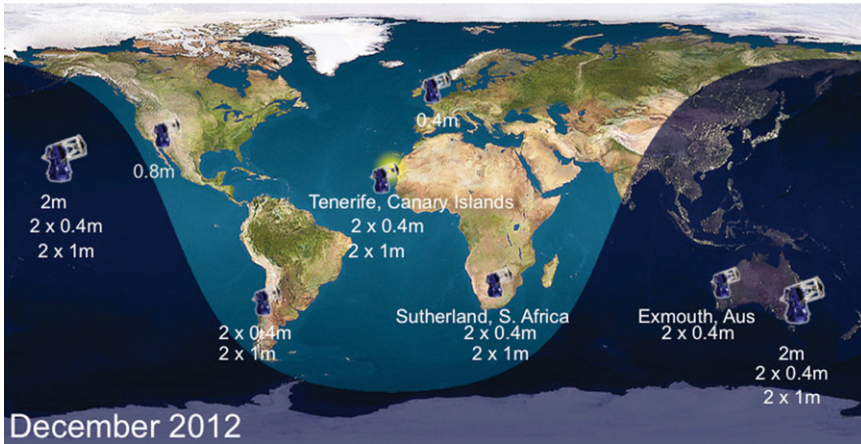 0.4m
0.8m
2m
2 x 0.4m
2 x 1m
Tenerife, Canary Islands
2 x 0.4m
2 x 1m
2 x 0.4m
2 x 1m
Sutherland, S. Africa
2 x 0.4m
2 x 1m
Exmouth, Aus
2 x 0.4m
2m
2 x 0.4m
2 x 1m
December 2012